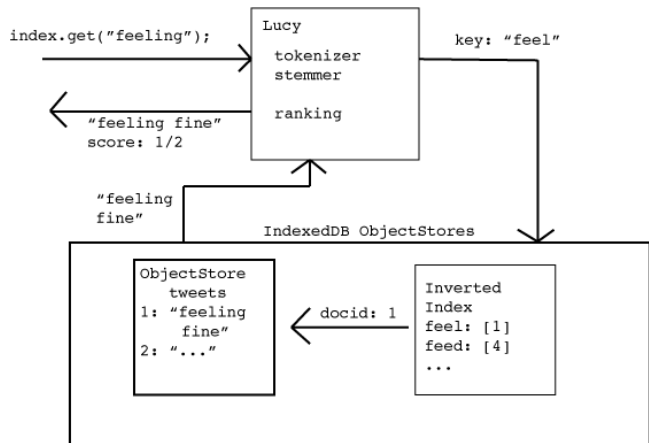 index.get("feeling");
Lucy
tokenizer
stemmer
ranking
key: “feel”
“feeling fine”
score: 1/2
“feeling
fine”
IndexedDB ObjectStores
ObjectStore
tweets
1: “feeling
fine”
2: “...”
docid: 1
Inverted
Index
feel: [1]
feed: [4]
...